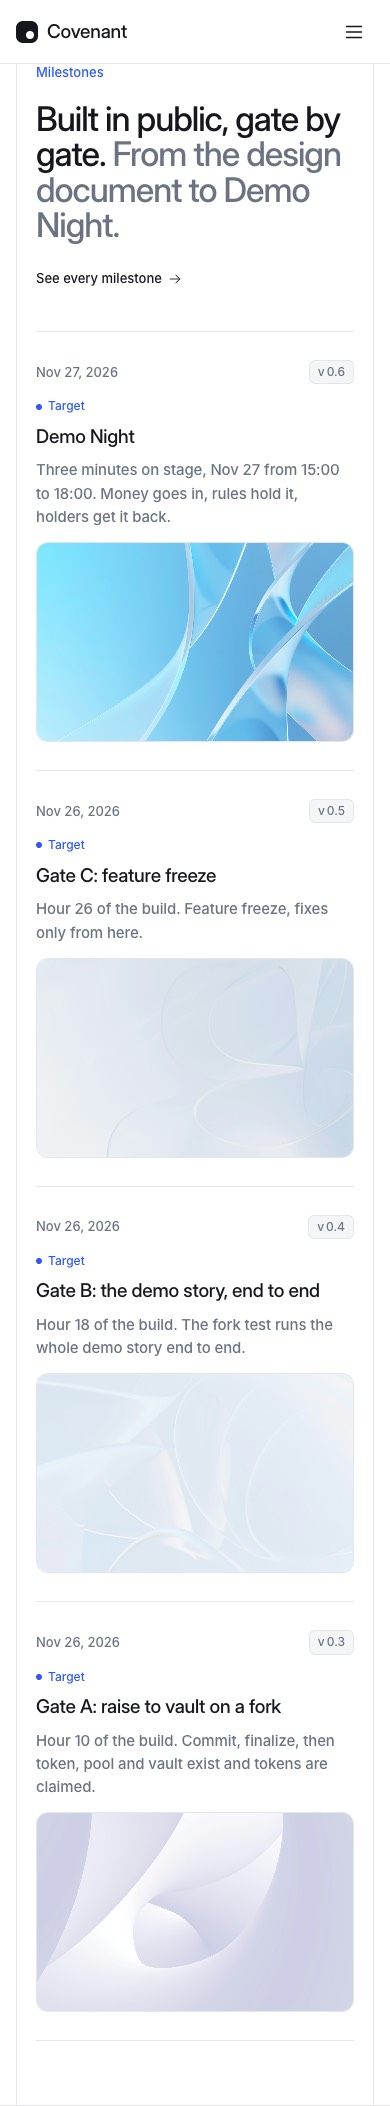 Covenant
Milestones
Built in public, gate by
gate. From the design
document to Demo
Night.
See every milestone →
Nov 27, 2026
v 0.6
Target
Demo Night
Three minutes on stage, Nov 27 from 15:00
to 18:00. Money goes in, rules hold it,
holders get it back.
Nov 26, 2026
v 0.5
Target
Gate C: feature freeze
Hour 26 of the build. Feature freeze, fixes
only from here.
Nov 26, 2026
v 0.4
Target
Gate B: the demo story, end to end
Hour 18 of the build. The fork test runs the
whole demo story end to end.
Nov 26, 2026
v 0.3
Target
Gate A: raise to vault on a fork
Hour 10 of the build. Commit, finalize, then
token, pool and vault exist and tokens are
claimed.